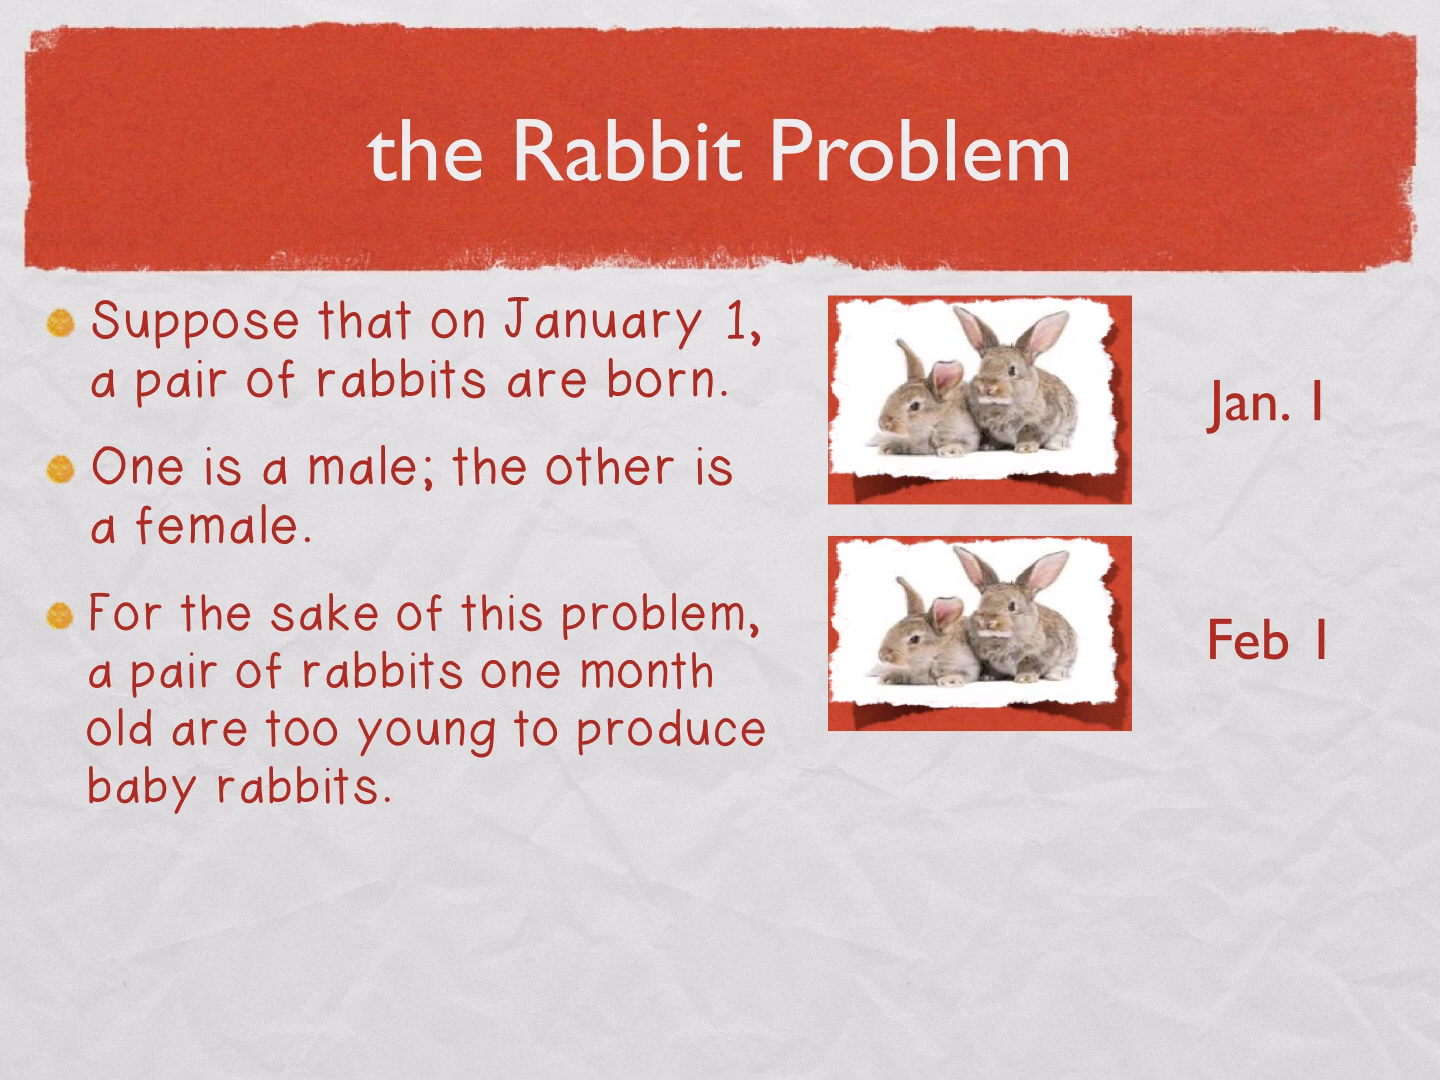 the Rabbit Problem
Suppose that on January 1,
a pair of rabbits are born.
One is a male; the other is
a female.
For the sake of this problem,
a pair of rabbits one month
old are too young to produce
baby rabbits.
Jan. 1
Feb 1